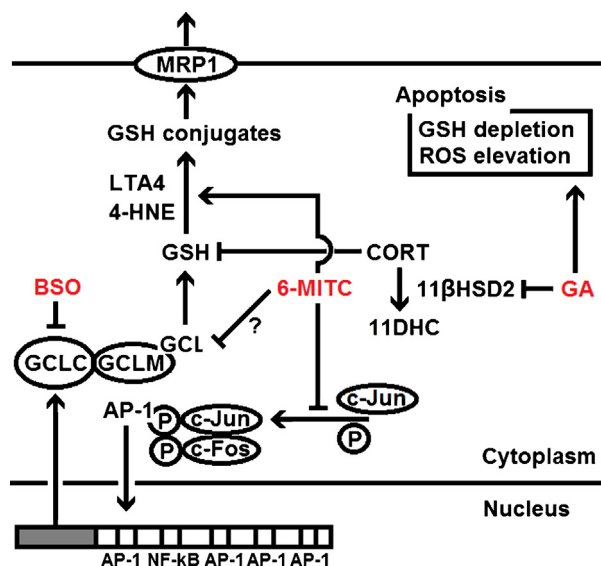 MRP1
Apoptosis
GSH conjugates
GSH depletion
ROS elevation
LTA4
4-HNE
GSH
CORT
BSO
6-MITC
11βHSD2
GA
?
11DHC
GCL
GCLC
GCLM
c-Jun
AP-1
P
c-Jun
P
P
c-Fos
Cytoplasm
Nucleus
AP-1 NF-kB AP-1 AP-1 AP-1